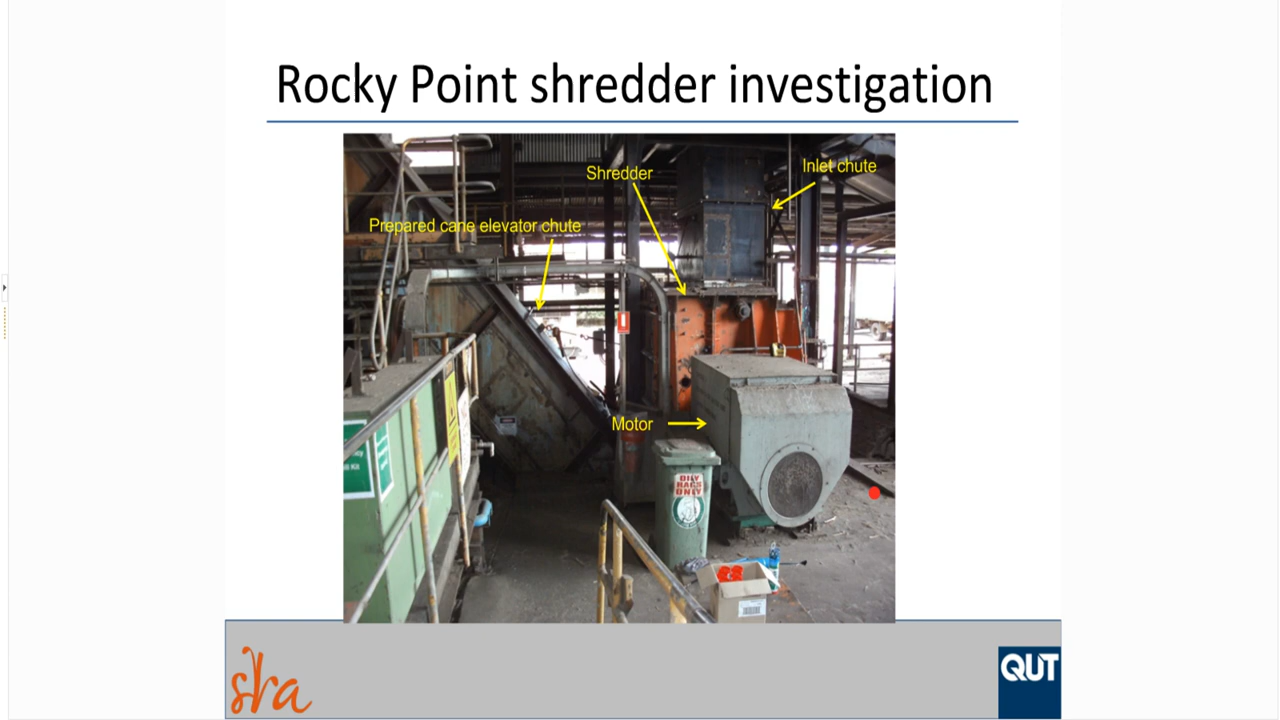 Rocky Point shredder investigation
Shredder
Inlet chute
Prepared cane elevator chute
Motor
OILY
RAGS
ONLY
sra
QUT